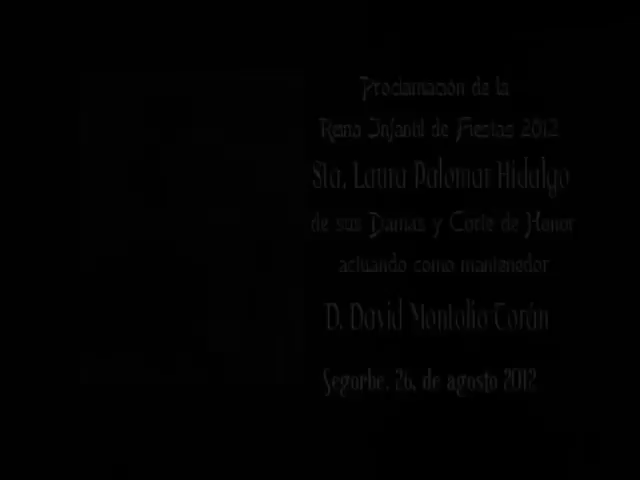 Proclamación de la
Reina Infantil de Fiestas 2012
Sta. Laura Palomar Hidalgo
de sus Damas y Corte de Honor
actuando como mantenedor
D. David Montolio Torán
Segorbe, 26, de agosto 2012